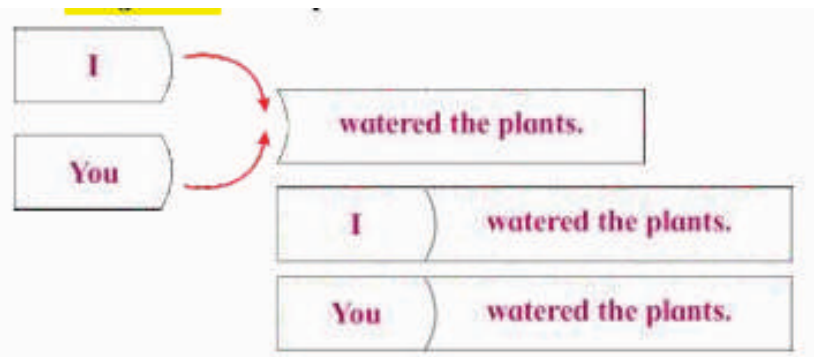 I
watered the plants.
You
I watered the plants.
You watered the plants.